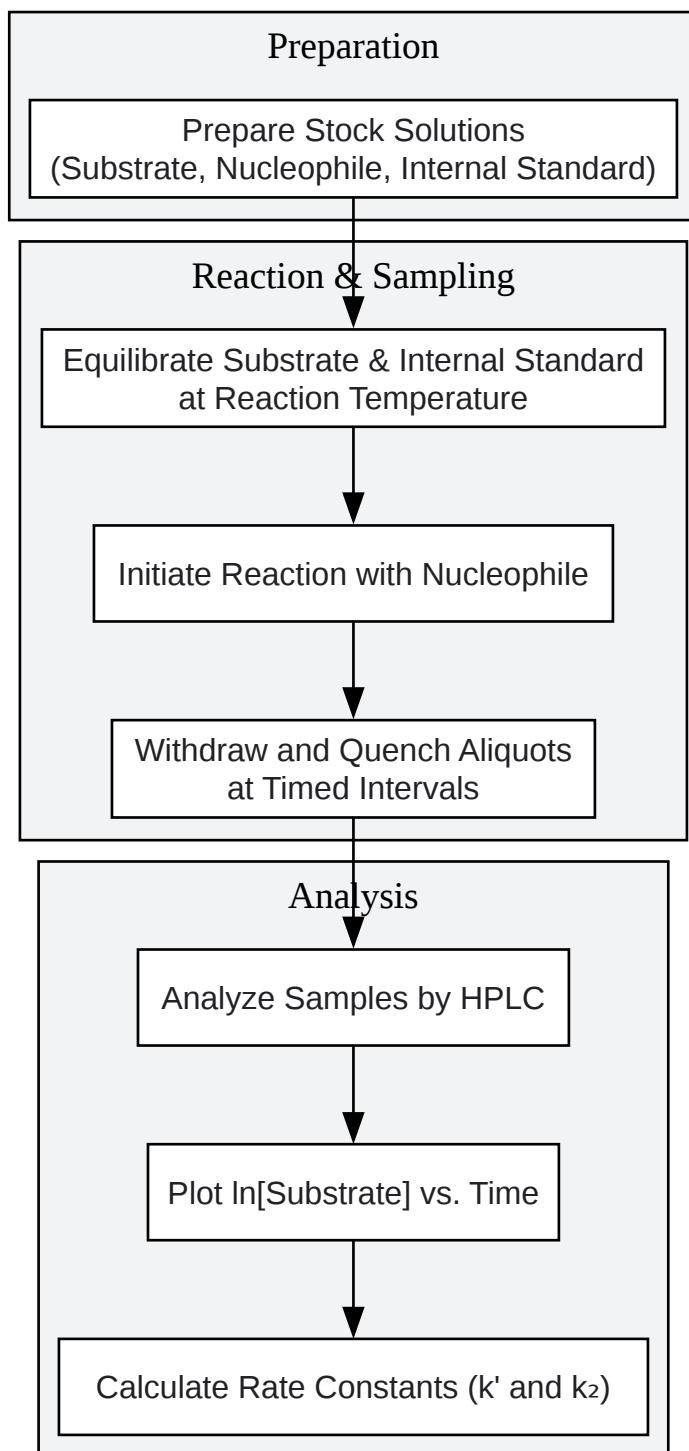 Preparation
Prepare Stock Solutions
(Substrate, Nucleophile, Internal Standard)
Reaction & Sampling
Equilibrate Substrate & Internal Standard
at Reaction Temperature
Initiate Reaction with Nucleophile
Withdraw and Quench Aliquots
at Timed Intervals
Analysis
Analyze Samples by HPLC
Plot ln[Substrate] vs. Time
Calculate Rate Constants (k' and k₂)